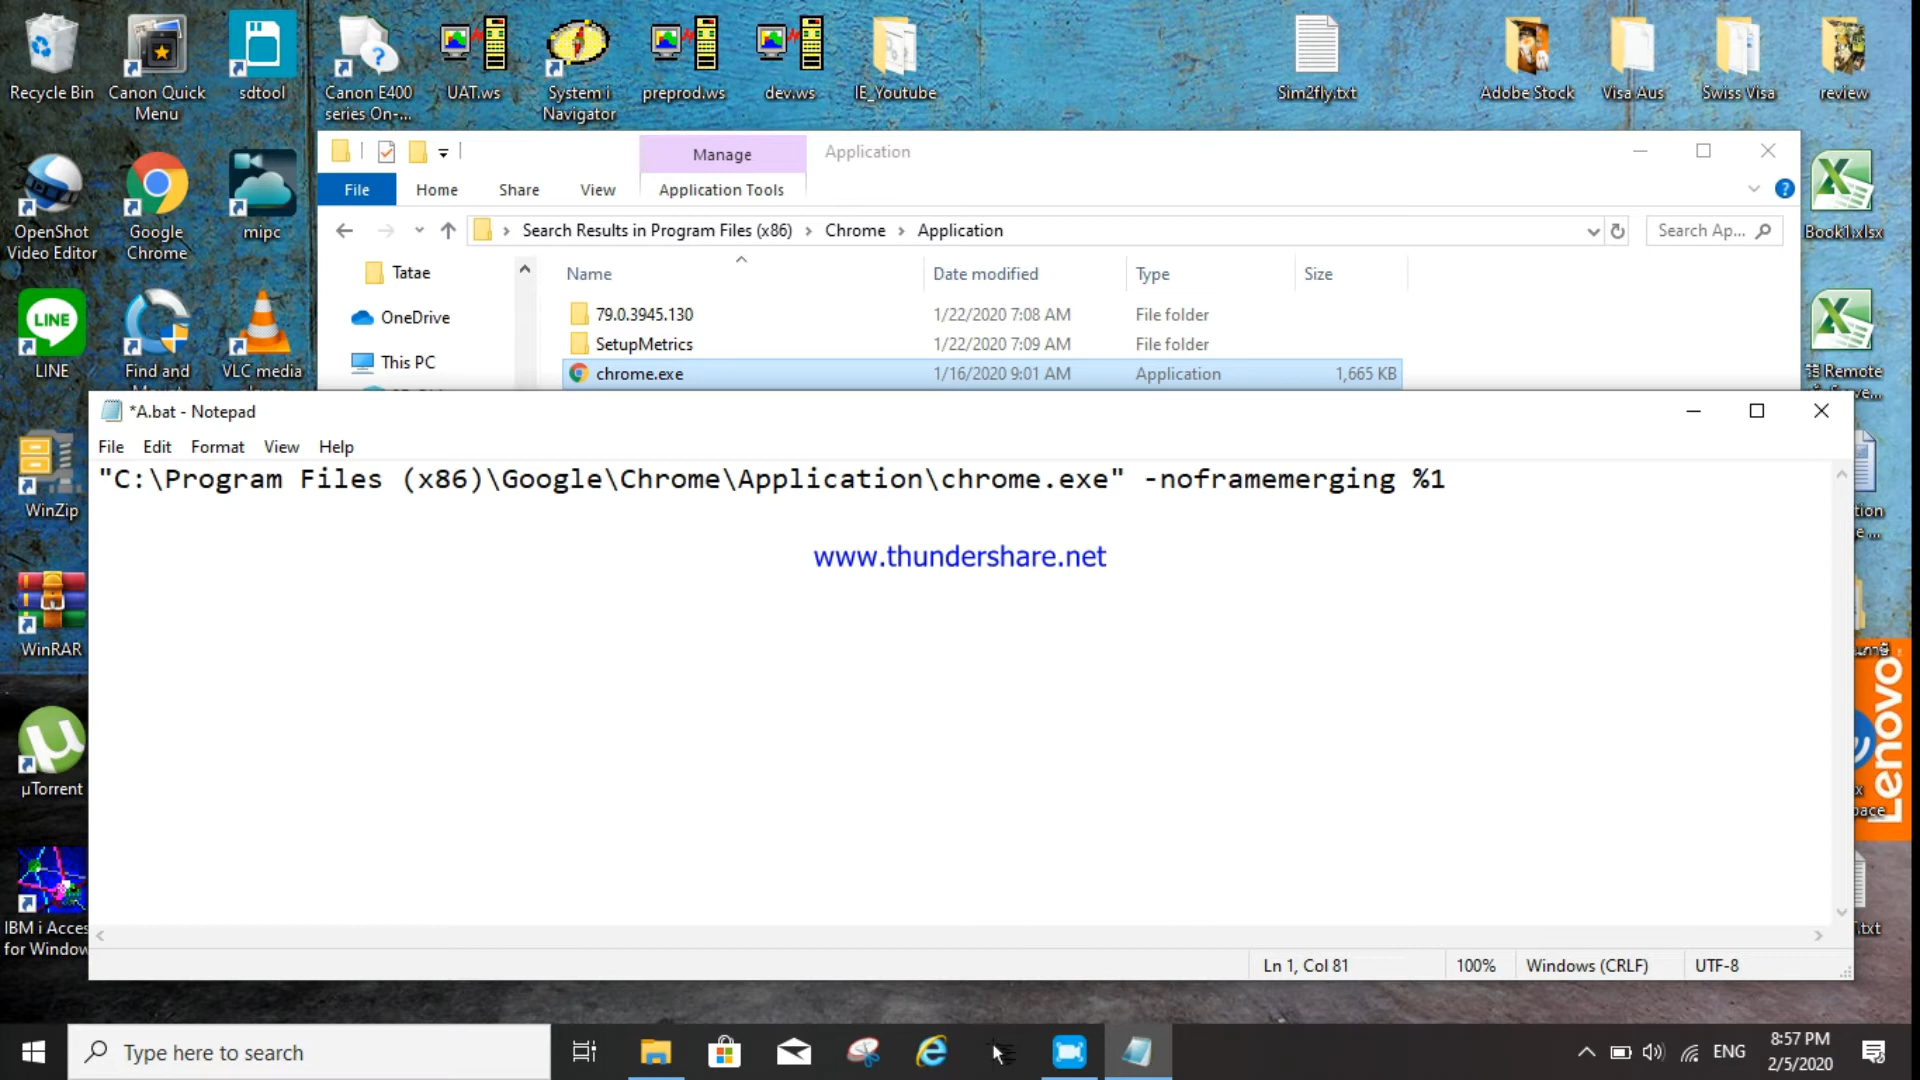 Recycle Bin
Canon Quick
Menu
sdtool
Canon E400
series On-...
UAT.ws
System i
Navigator
preprod.ws
dev.ws
IE_Youtube
Sim2fly.txt
Adobe Stock
Visa Aus
Swiss Visa
review
Manage
Application
File
Home
Share
View
Application Tools
Search Results in Program Files (x86) > Chrome > Application
Search Ap...
OpenShot
Video Editor
Google
Chrome
mipc
Book1.xlsx
Tatae
OneDrive
This PC
Name
Date modified
Type
Size
79.0.3945.130
1/22/2020 7:08 AM
File folder
SetupMetrics
1/22/2020 7:09 AM
File folder
chrome.exe
1/16/2020 9:01 AM
Application
1,665 KB
LINE
LINE
Find and
VLC media
Remote
*A.bat - Notepad
File
Edit
Format
View
Help
"C:\Program Files (x86)\Google\Chrome\Application\chrome.exe" -noframemerging %1
www.thundershare.net
WinZip
WinRAR
µTorrent
IBM i Acces
for Window
Lenovo
.txt
Ln 1, Col 81
100%
Windows (CRLF)
UTF-8
Type here to search
ENG
8:57 PM
2/5/2020